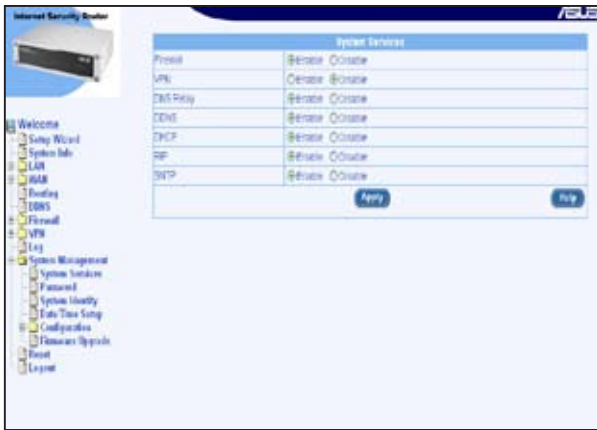 Internet Security Router
ASUS
System Services
Firewall Enable Disable
VPN Enable Disable
DNS Relay Enable Disable
DDNS Enable Disable
DHCP Enable Disable
RIP Enable Disable
SNTP Enable Disable
Apply Help
Welcome
Setup Wizard
System Info
LAN
WAN
Routing
DDNS
Firewall
VPN
Log
System Management
System Services
Password
System Identity
Date/Time Setup
Configuration
Firmware Upgrade
Reset
Logout